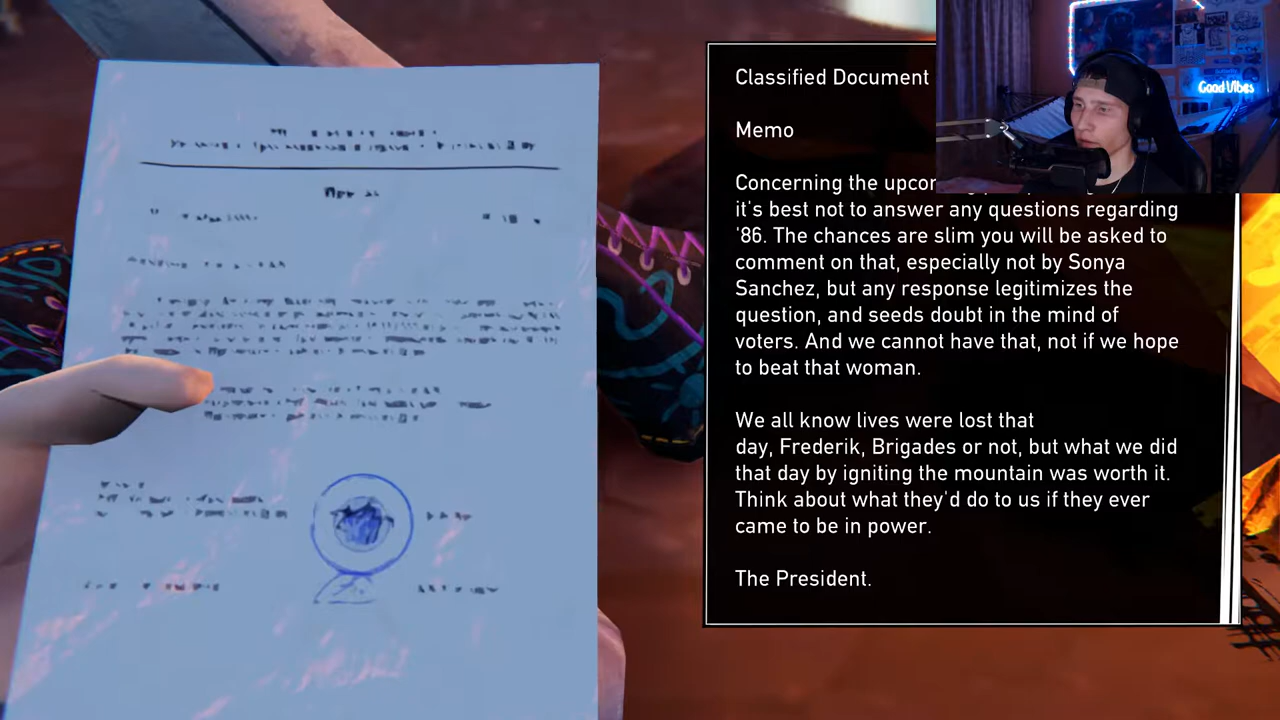 Classified Document
Good Vibes
Memo
Concerning the
it's best not to answer any questions regarding
'86. The chances are slim you will be asked to
comment on that, especially not by Sonya
Sanchez, but any response legitimizes the
question, and seeds doubt in the mind of
voters. And we cannot have that, not if we hope
to beat that woman.
We all know lives were lost that
day, Frederik, Brigades or not, but what we did
that day by igniting the mountain was worth it.
Think about what they'd do to us if they ever
came to be in power.
The President.